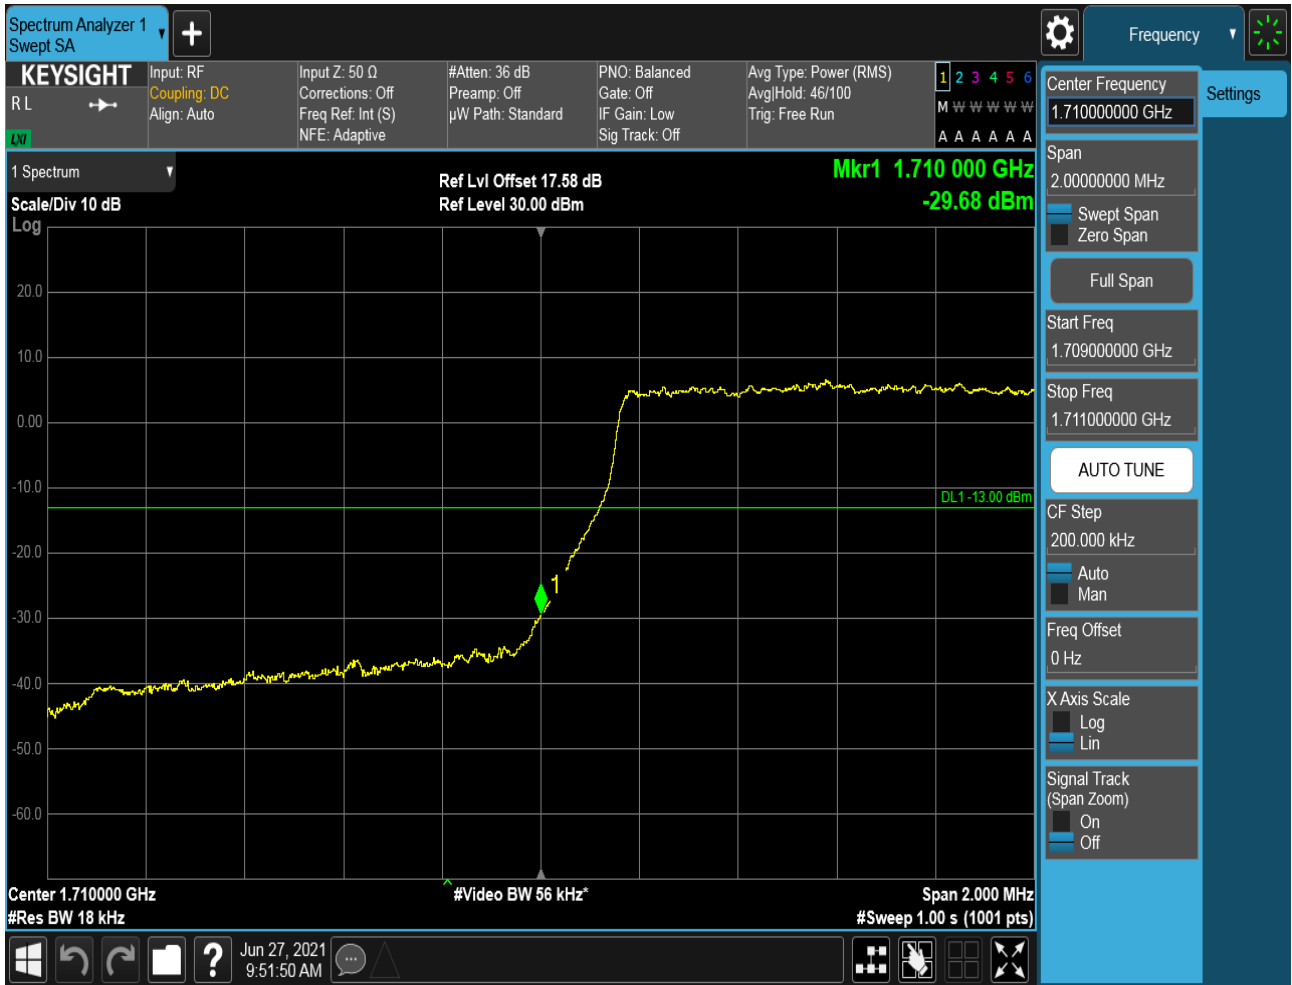 Spectrum Analyzer 1
Swept SA
Frequency
KEYSIGHT
R L
LXI
Input: RF
Coupling: DC
Align: Auto
Input Z: 50 Ω
Corrections: Off
Freq Ref: Int (S)
NFE: Adaptive
#Atten: 36 dB
Preamp: Off
µW Path: Standard
PNO: Balanced
Gate: Off
IF Gain: Low
Sig Track: Off
Avg Type: Power (RMS)
Avg|Hold: 46/100
Trig: Free Run
1 2 3 4 5 6
M W W W W W
A A A A A A
1 Spectrum
Scale/Div 10 dB
Log
Ref Lvl Offset 17.58 dB
Ref Level 30.00 dBm
Mkr1 1.710 000 GHz
-29.68 dBm
20.0
10.0
0.00
-10.0
DL1 -13.00 dBm
-20.0
1
-30.0
-40.0
-50.0
-60.0
Center 1.710000 GHz
#Res BW 18 kHz
#Video BW 56 kHz*
Span 2.000 MHz
#Sweep 1.00 s (1001 pts)
Center Frequency
1.710000000 GHz
Settings
Span
2.00000000 MHz
Swept Span
Zero Span
Full Span
Start Freq
1.709000000 GHz
Stop Freq
1.711000000 GHz
AUTO TUNE
CF Step
200.000 kHz
Auto
Man
Freq Offset
0 Hz
X Axis Scale
Log
Lin
Signal Track
(Span Zoom)
On
Off
?
Jun 27, 2021
9:51:50 AM